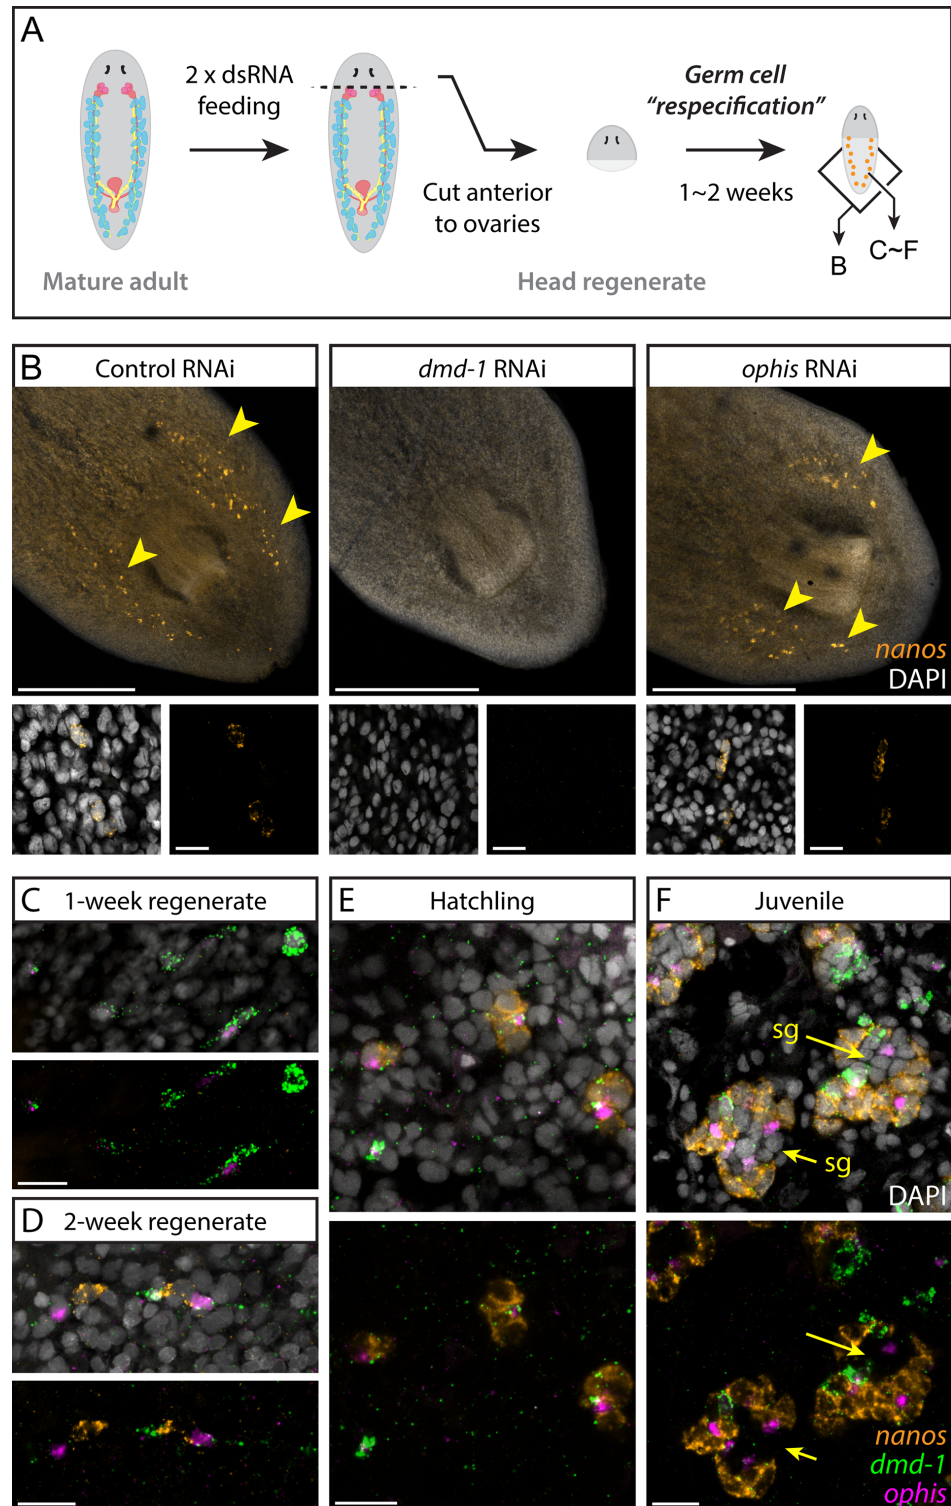 A
2 x dsRNA
feeding
Germ cell
“respecification”
Cut anterior
to ovaries
1~2 weeks
B
C~F
Mature adult
Head regenerate
B
Control RNAi
dmd-1 RNAi
ophis RNAi
nanos
DAPI
C
1-week regenerate
E
Hatchling
F
Juvenile
sg
sg
DAPI
D
2-week regenerate
nanos
dmd-1
ophis